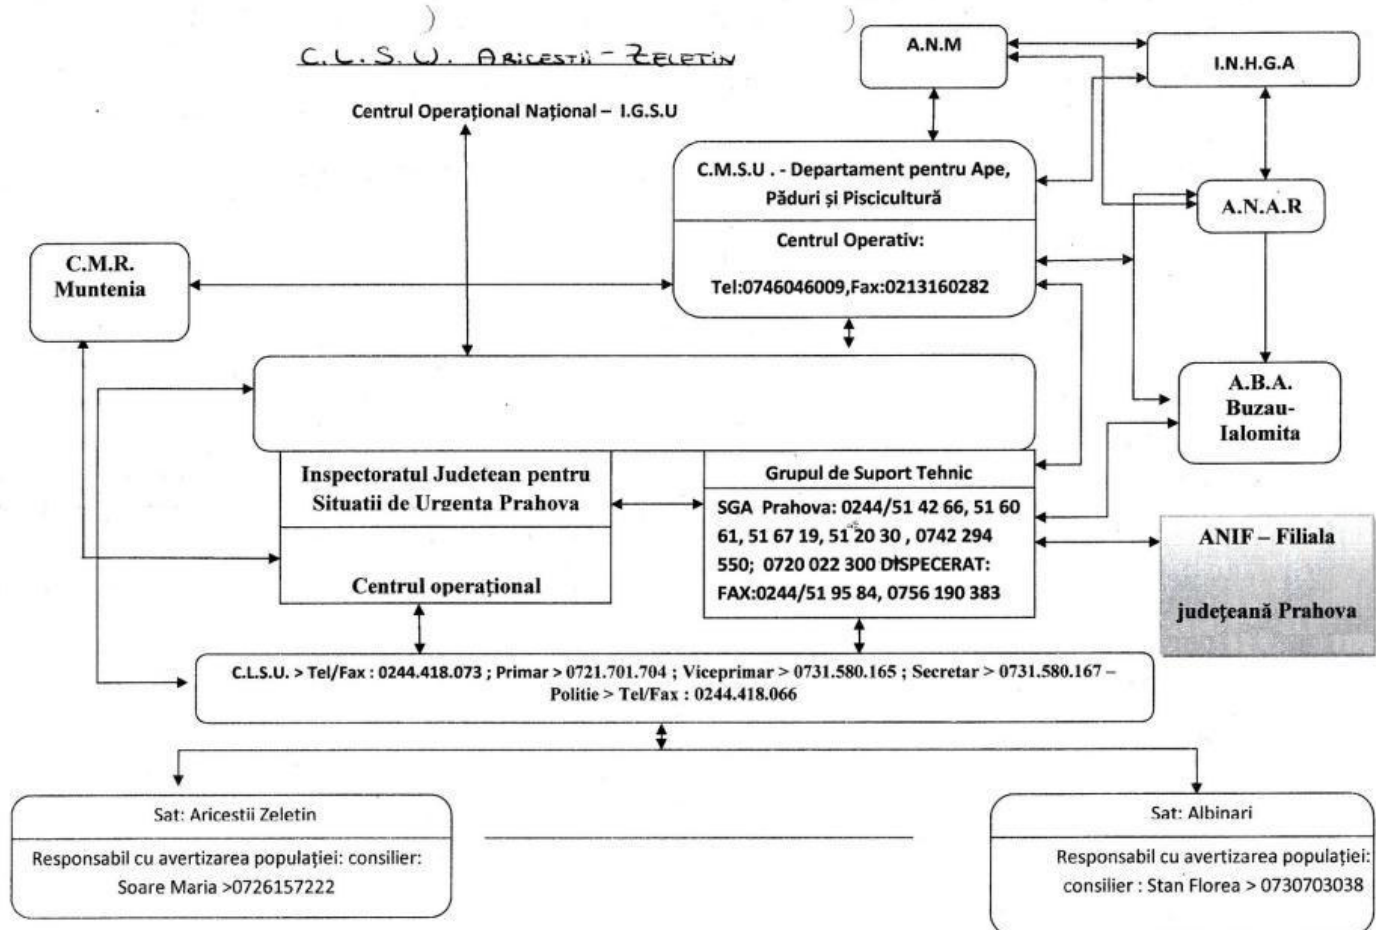 C.L.S.U. ARICESTII - ZELETIN
A.N.M
I.N.H.G.A
Centrul Operațional Național – I.G.S.U
C.M.S.U . - Departament pentru Ape,
Păduri și Piscicultură
A.N.A.R
Centrul Operativ:
Tel:0746046009,Fax:0213160282
C.M.R.
Muntenia
A.B.A.
Buzau-
Ialomita
Inspectoratul Judetean pentru
Situatii de Urgenta Prahova
Centrul operațional
Grupul de Suport Tehnic
SGA Prahova: 0244/51 42 66, 51 60
61, 51 67 19, 51 20 30 , 0742 294
550; 0720 022 300 DISPECERAT:
FAX:0244/51 95 84, 0756 190 383
ANIF – Filiala
județeană Prahova
C.L.S.U. > Tel/Fax : 0244.418.073 ; Primar > 0721.701.704 ; Viceprimar > 0731.580.165 ; Secretar > 0731.580.167 –
Politie > Tel/Fax : 0244.418.066
Sat: Aricestii Zeletin
Responsabil cu avertizarea populației: consilier:
Soare Maria >0726157222
Sat: Albinari
Responsabil cu avertizarea populației:
consilier : Stan Florea > 0730703038